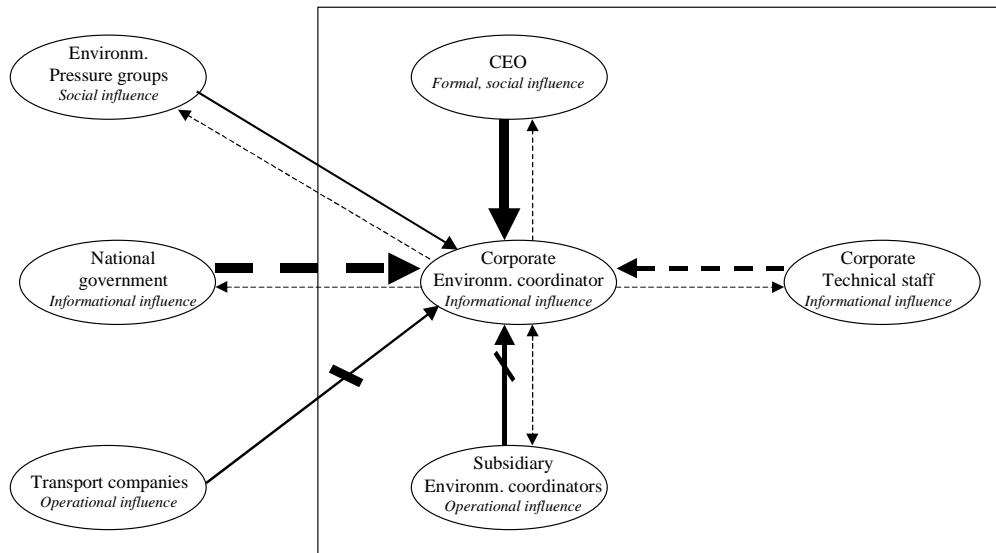 Environm.
Pressure groups
Social influence
CEO
Formal, social influence
National
government
Informational influence
Corporate
Environm. coordinator
Informational influence
Corporate
Technical staff
Informational influence
Transport companies
Operational influence
Subsidiary
Environm. coordinators
Operational influence